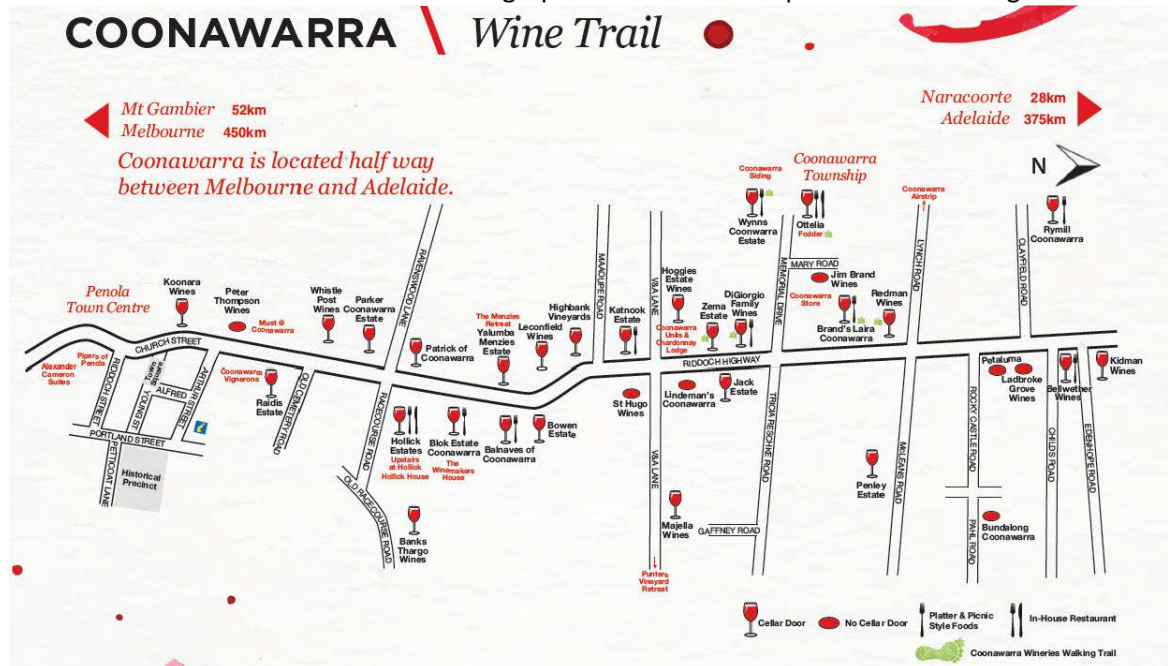 COONAWARRA \ Wine Trail
Mt Gambier 52km
Melbourne 450km
Coonawarra is located half way
between Melbourne and Adelaide.
Naracoorte 28km
Adelaide 375km
N
Penola
Town Centre
Koonara
Wines
Peter
Thompson
Wines
Must @
Coonawarra
Whistle
Post
Wines
Parker
Coonawarra
Estate
RAVENSWOOD LANE
Patrick of
Coonawarra
The Menzies
Retreat
Yalumba
Menzies
Estate
Leconfield
Wines
Highbank
Vineyards
MAAOUPE ROAD
Katnook
Estate
V&A LANE
Hoggies
Estate
Wines
Coonawarra
Units &
Chardonnay
Lodge
Zema
Estate
DiGiorgio
Family
Wines
Coonawarra
Siding
Wynns
Coonwarra
Estate
Coonawarra
Township
Ottelia
Fodder
MEMORIAL DRIVE
MARY ROAD
Jim Brand
Wines
Coonawarra
Store
Brand's Laira
Coonawarra
Redman
Wines
Coonawarra
Airstrip
LYNCH ROAD
CLAYFIELD ROAD
Rymill
Coonawarra
Alexander
Cameron
Suites
Pipers of
Penola
CHURCH STREET
RIDDOCH STREET
Town
Square
YOUNG ST
ALFRED
ARTHUR STREET
PORTLAND STREET
PETTICOAT LANE
Historical
Precinct
Coonawarra
Vignerons
Raidis
Estate
OLD CEMETERY ROAD
RACECOURSE ROAD
OLD RACECOURSE ROAD
Hollick
Estates
Upstairs
at Hollick
Hollick House
Blok Estate
Coonawarra
The
Winemakers
House
Balnaves of
Coonawarra
Bowen
Estate
Banks
Thargo
Wines
RIDDOCH HIGHWAY
St Hugo
Wines
V&A LANE
Lindeman's
Coonawarra
Jack
Estate
Majella
Wines
Punters
Vineyard
Retreat
GAFFNEY ROAD
TRICIA RESCHKE ROAD
Penley
Estate
McLEANS ROAD
ROCKY CASTLE ROAD
PAHL ROAD
Petaluma
Ladbroke
Grove
Wines
Bundalong
Coonawarra
Bellwether
Wines
CHILDS ROAD
EDENHOPE ROAD
Kidman
Wines
Cellar Door
No Cellar Door
Platter & Picnic
Style Foods
In-House Restaurant
Coonawarra Wineries Walking Trail